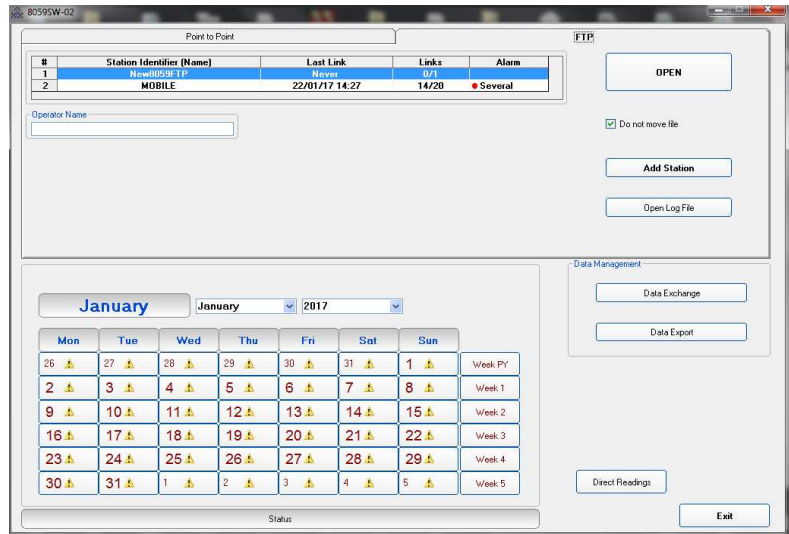 8059SW-02
Point to Point FTP
# Station Identifier (Name) Last Link Links Alarm
1 New8059FTP Never 0/1
2 MOBILE 22/01/17 14:27 14/20 Several
OPEN
Operator Name
Do not move file
Add Station
Open Log File
Data Management
January January 2017
Data Exchange
Data Export
Mon Tue Wed Thu Fri Sat Sun
26 27 28 29 30 31 1 Week PY
2 3 4 5 6 7 8 Week 1
9 10 11 12 13 14 15 Week 2
16 17 18 19 20 21 22 Week 3
23 24 25 26 27 28 29 Week 4
30 31 1 2 3 4 5 Week 5
Direct Readings
Status
Exit